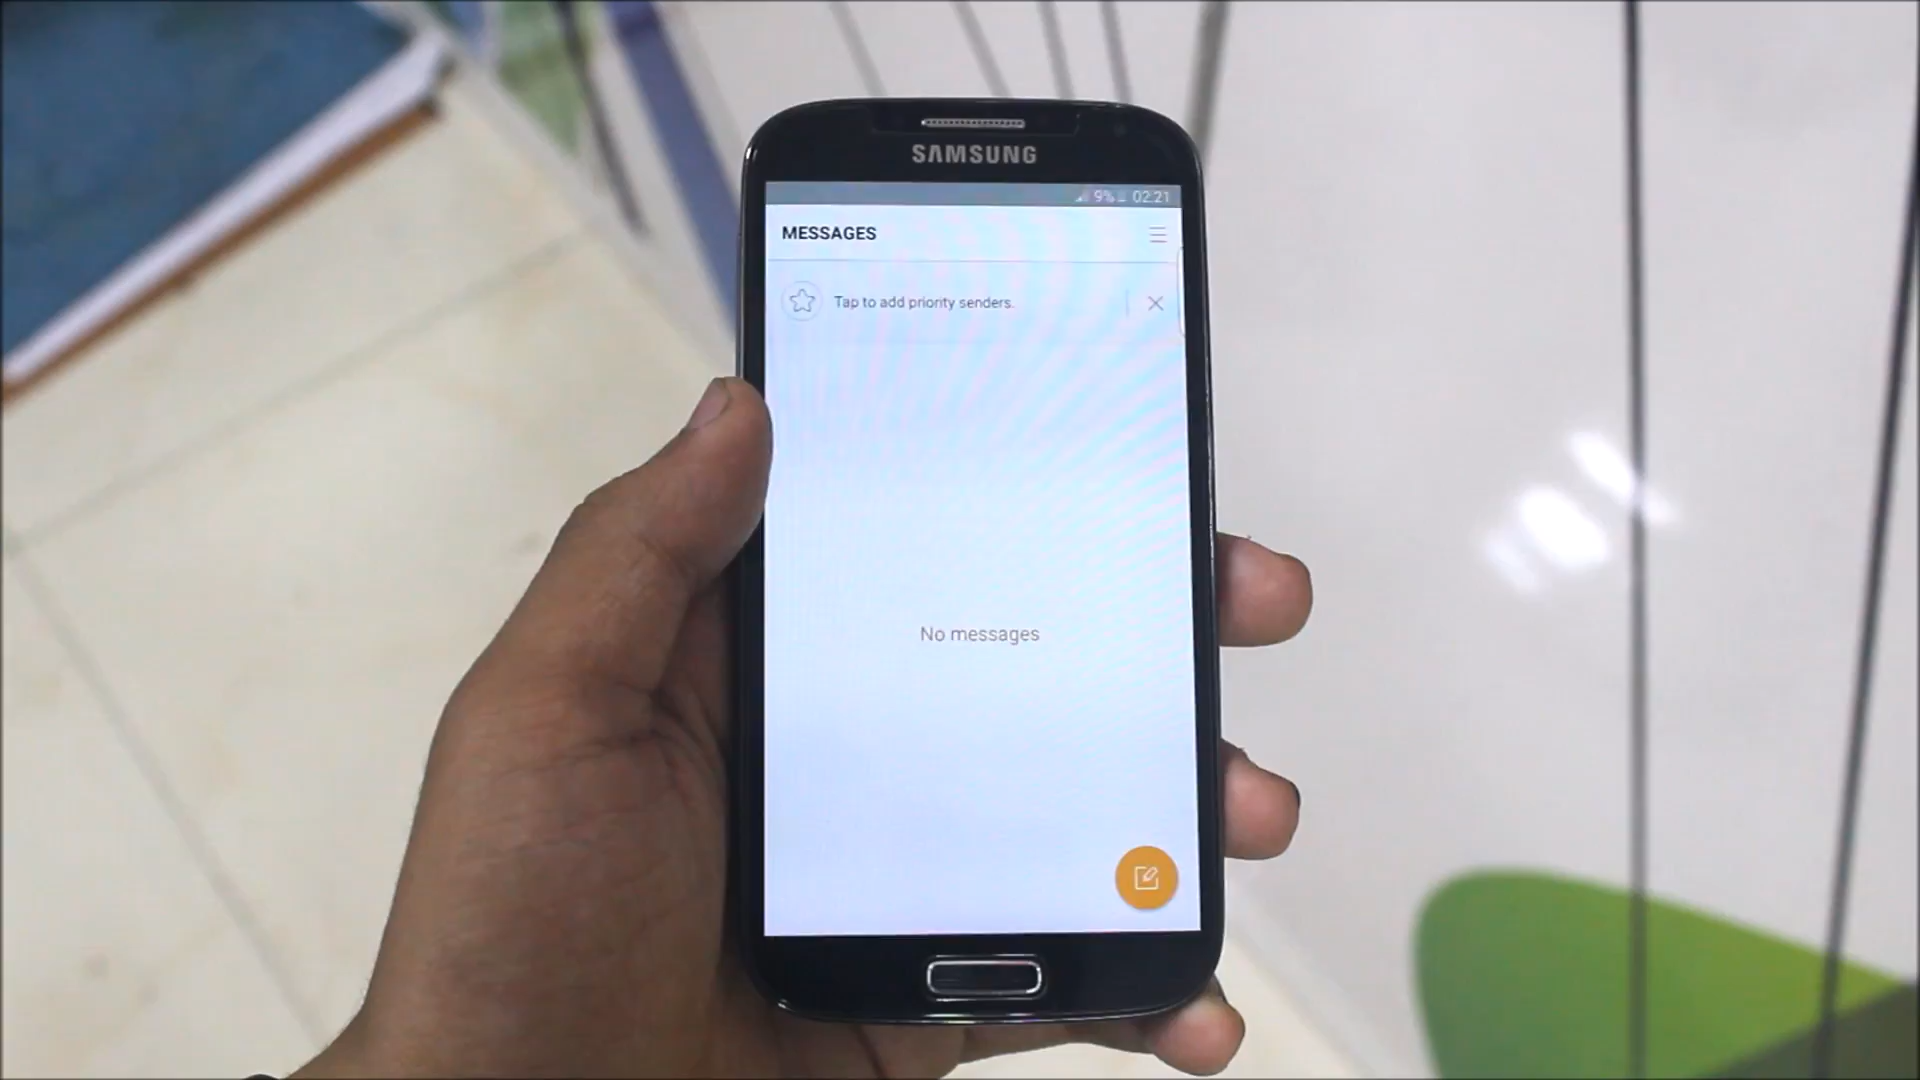 SAMSUNG
9% 02:21
MESSAGES
Tap to add priority senders.
No messages